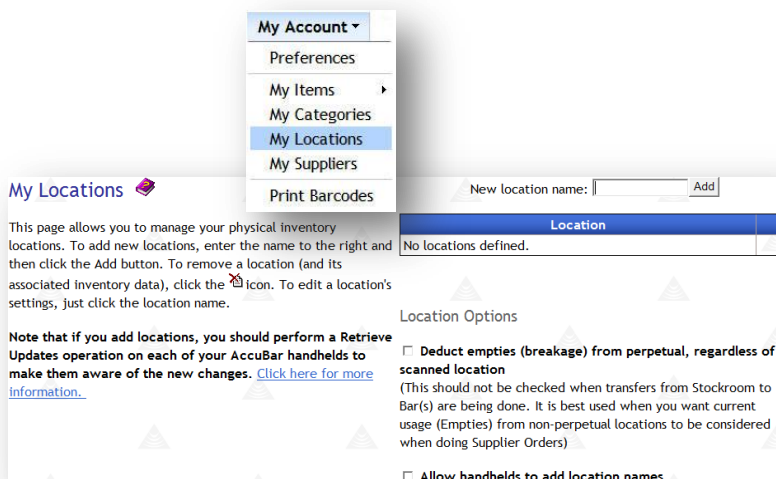 My Account
Preferences
My Items
My Categories
My Locations
My Suppliers
Print Barcodes
My Locations
This page allows you to manage your physical inventory
locations. To add new locations, enter the name to the right and
then click the Add button. To remove a location (and its
associated inventory data), click the icon. To edit a location's
settings, just click the location name.
Note that if you add locations, you should perform a Retrieve
Updates operation on each of your AccuBar handhelds to
make them aware of the new changes. Click here for more
information.
New location name: Add
Location
No locations defined.
Location Options
Deduct empties (breakage) from perpetual, regardless of
scanned location
(This should not be checked when transfers from Stockroom to
Bar(s) are being done. It is best used when you want current
usage (Empties) from non-perpetual locations to be considered
when doing Supplier Orders)
Allow handhelds to add location names